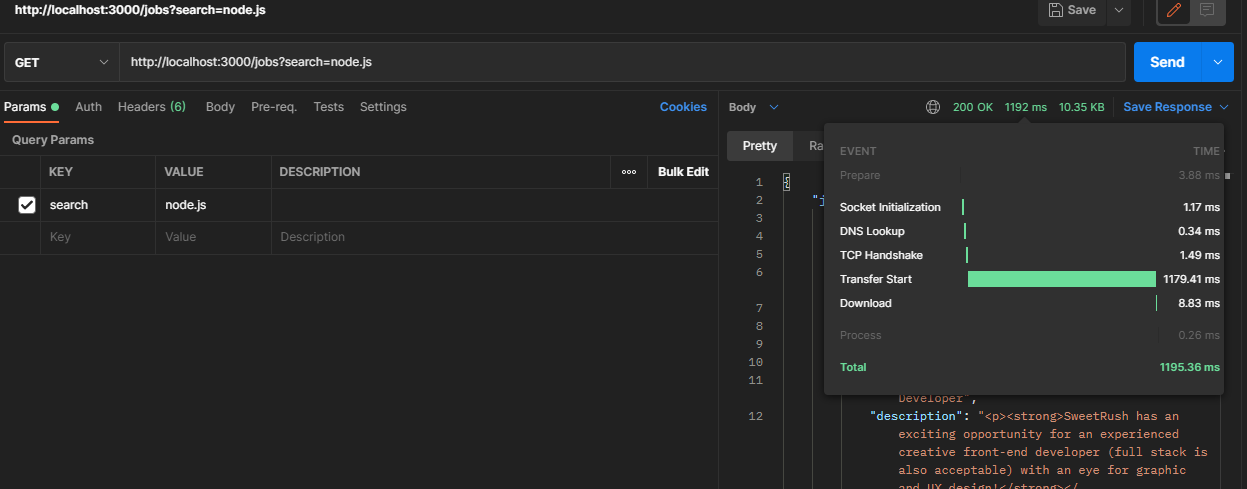 http://localhost:3000/jobs?search=node.js
Save
GET
http://localhost:3000/jobs?search=node.js
Send
Params
Auth
Headers (6)
Body
Pre-req.
Tests
Settings
Cookies
Query Params
KEY VALUE DESCRIPTION ooo Bulk Edit
search node.js
Key Value Description
Body
200 OK 1192 ms 10.35 KB Save Response
Pretty Ra
EVENT TIME
Prepare 3.88 ms
Socket Initialization 1.17 ms
DNS Lookup 0.34 ms
TCP Handshake 1.49 ms
Transfer Start 1179.41 ms
Download 8.83 ms
Process 0.26 ms
Total 1195.36 ms
1 {
2 "j
3
4
5
6
7
8
9
10
11
Developer",
12 "description": "<p><strong>SweetRush has an
exciting opportunity for an experienced
creative front-end developer (full stack is
also acceptable) with an eye for graphic
and UX design!</strong></